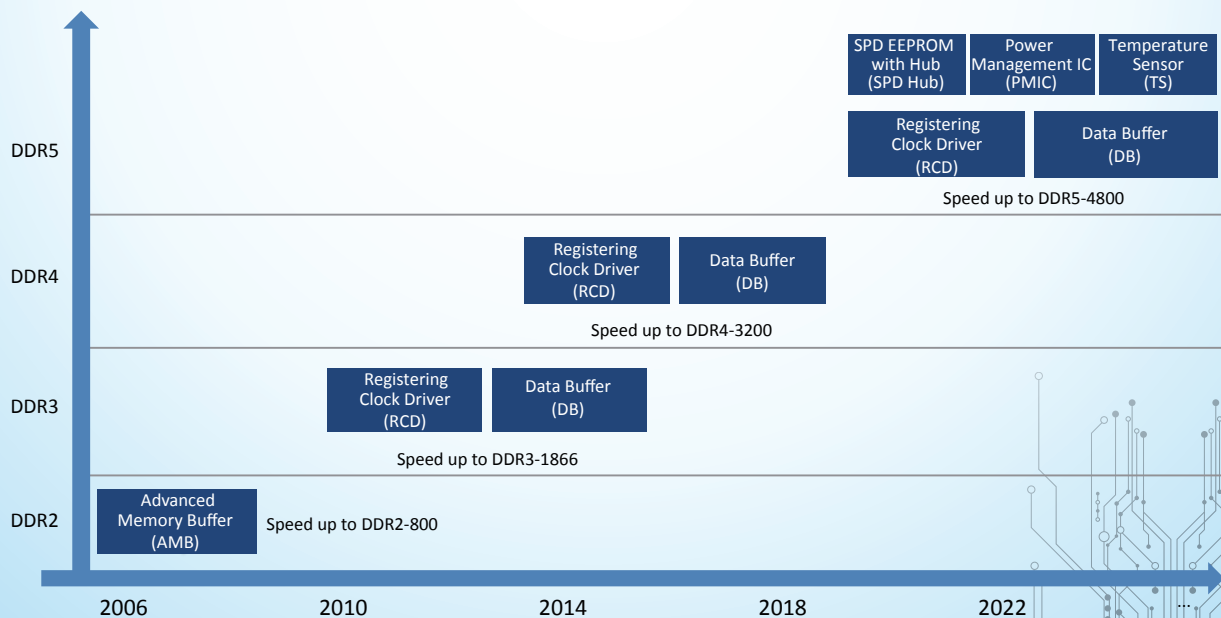 SPD EEPROM
with Hub
(SPD Hub)
Power
Management IC
(PMIC)
Temperature
Sensor
(TS)
DDR5
Registering
Clock Driver
(RCD)
Data Buffer
(DB)
Speed up to DDR5-4800
DDR4
Registering
Clock Driver
(RCD)
Data Buffer
(DB)
Speed up to DDR4-3200
DDR3
Registering
Clock Driver
(RCD)
Data Buffer
(DB)
Speed up to DDR3-1866
DDR2
Advanced
Memory Buffer
(AMB)
Speed up to DDR2-800
2006
2010
2014
2018
2022
...